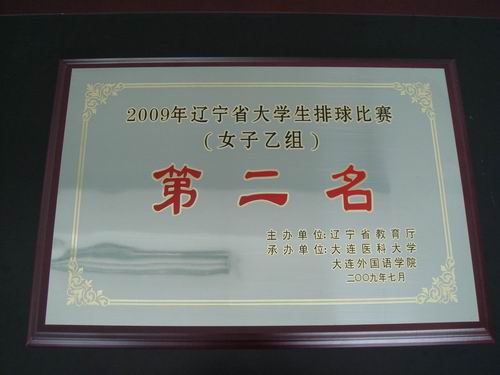 2009年辽宁省大学生排球比赛
（女子乙组）
第二名
主办单位:辽宁省教育厅
承办单位:大连医科大学
大连外国语学院
二〇〇九年七月